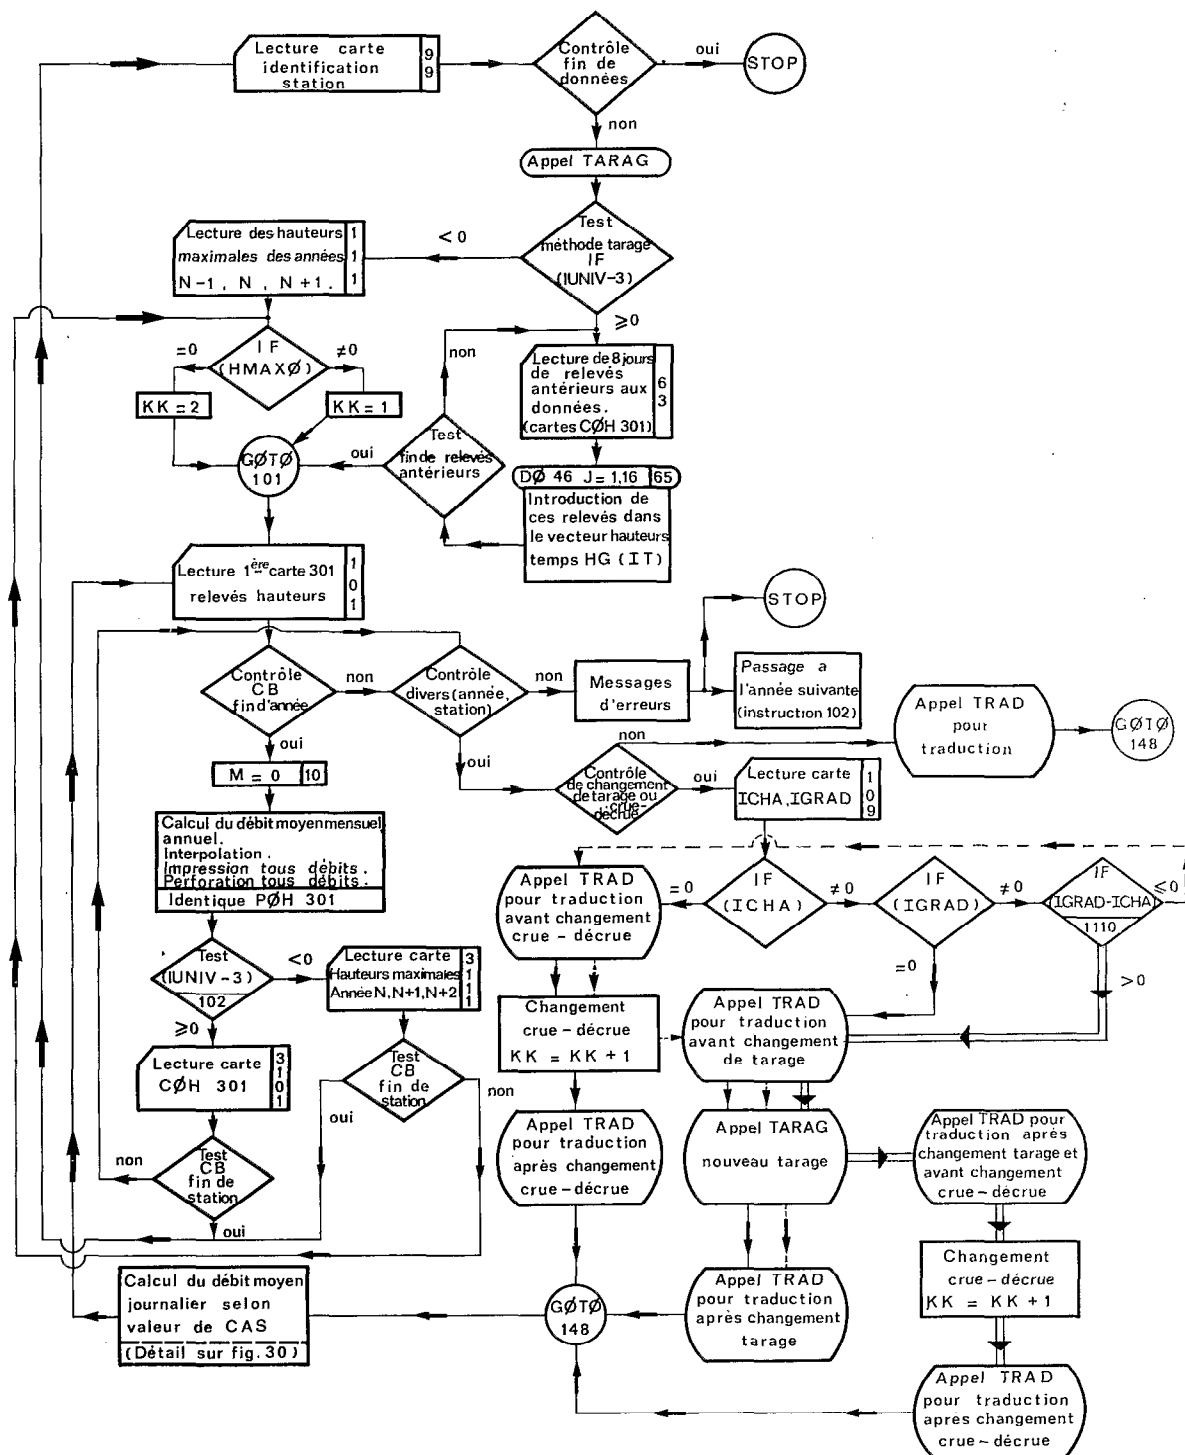 Lecture carte
identification
station
9
9
Contrôle
fin de
données
oui
STOP
non
Appel TARAG
Test
méthode tarage
IF
(IUNIV-3)
<0
≥0
Lecture des hauteurs
maximales des années
N-1, N, N+1.
1
1
1
IF
(HMAXØ)
=0
≠0
KK=2
KK=1
GØTØ
101
non
oui
Test
fin de relevés
antérieurs
Lecture de 8 jours
de relevés
antérieurs aux
données.
(cartes CØH 301)
6
3
DØ 46 J=1,16
65
Introduction de
ces relevés dans
le vecteur hauteurs
temps HG (IT)
Lecture 1ère carte 301
relevés hauteurs
1
0
1
STOP
Contrôle
CB
fin d'année
non
oui
Contrôle
divers (année,
station)
non
oui
Messages
d'erreurs
Passage a
l'année suivante
(instruction 102)
Appel TRAD
pour
traduction
GØTØ
148
M = 0
10
non
Contrôle
de changement
de tarage ou
crue-
décrue
oui
Lecture carte
ICHA, IGRAD
1
0
9
Calcul du débit moyen mensuel
annuel.
Interpolation.
Impression tous débits.
Perforation tous débits.
Identique PØH 301
Appel TRAD
pour traduction
avant changement
crue – décrue
=0
IF
(ICHA)
≠0
IF
(IGRAD)
≠0
=0
IF
(IGRAD-ICHA)
1110
≤0
>0
Test
(IUNIV-3)
102
<0
≥0
Lecture carte
Hauteurs maximales
Année N, N+1, N+2
3
1
1
1
Changement
crue – décrue
KK = KK + 1
Appel TRAD
pour traduction
avant changement
de tarage
Lecture carte
CØH 301
3
1
0
1
Test
CB
fin de
station
non
oui
Test
CB
fin de
station
non
oui
Appel TRAD
pour traduction
après changement
crue – décrue
Appel TARAG
nouveau tarage
Appel TRAD pour
traduction après
changement tarage et
avant changement
crue – décrue
Changement
crue – décrue
KK = KK + 1
Calcul du débit moyen
journalier selon
valeur de CAS
(Détail sur fig. 30)
GØTØ
148
Appel TRAD
pour traduction
après changement
tarage
Appel TRAD
pour traduction
après changement
crue – décrue